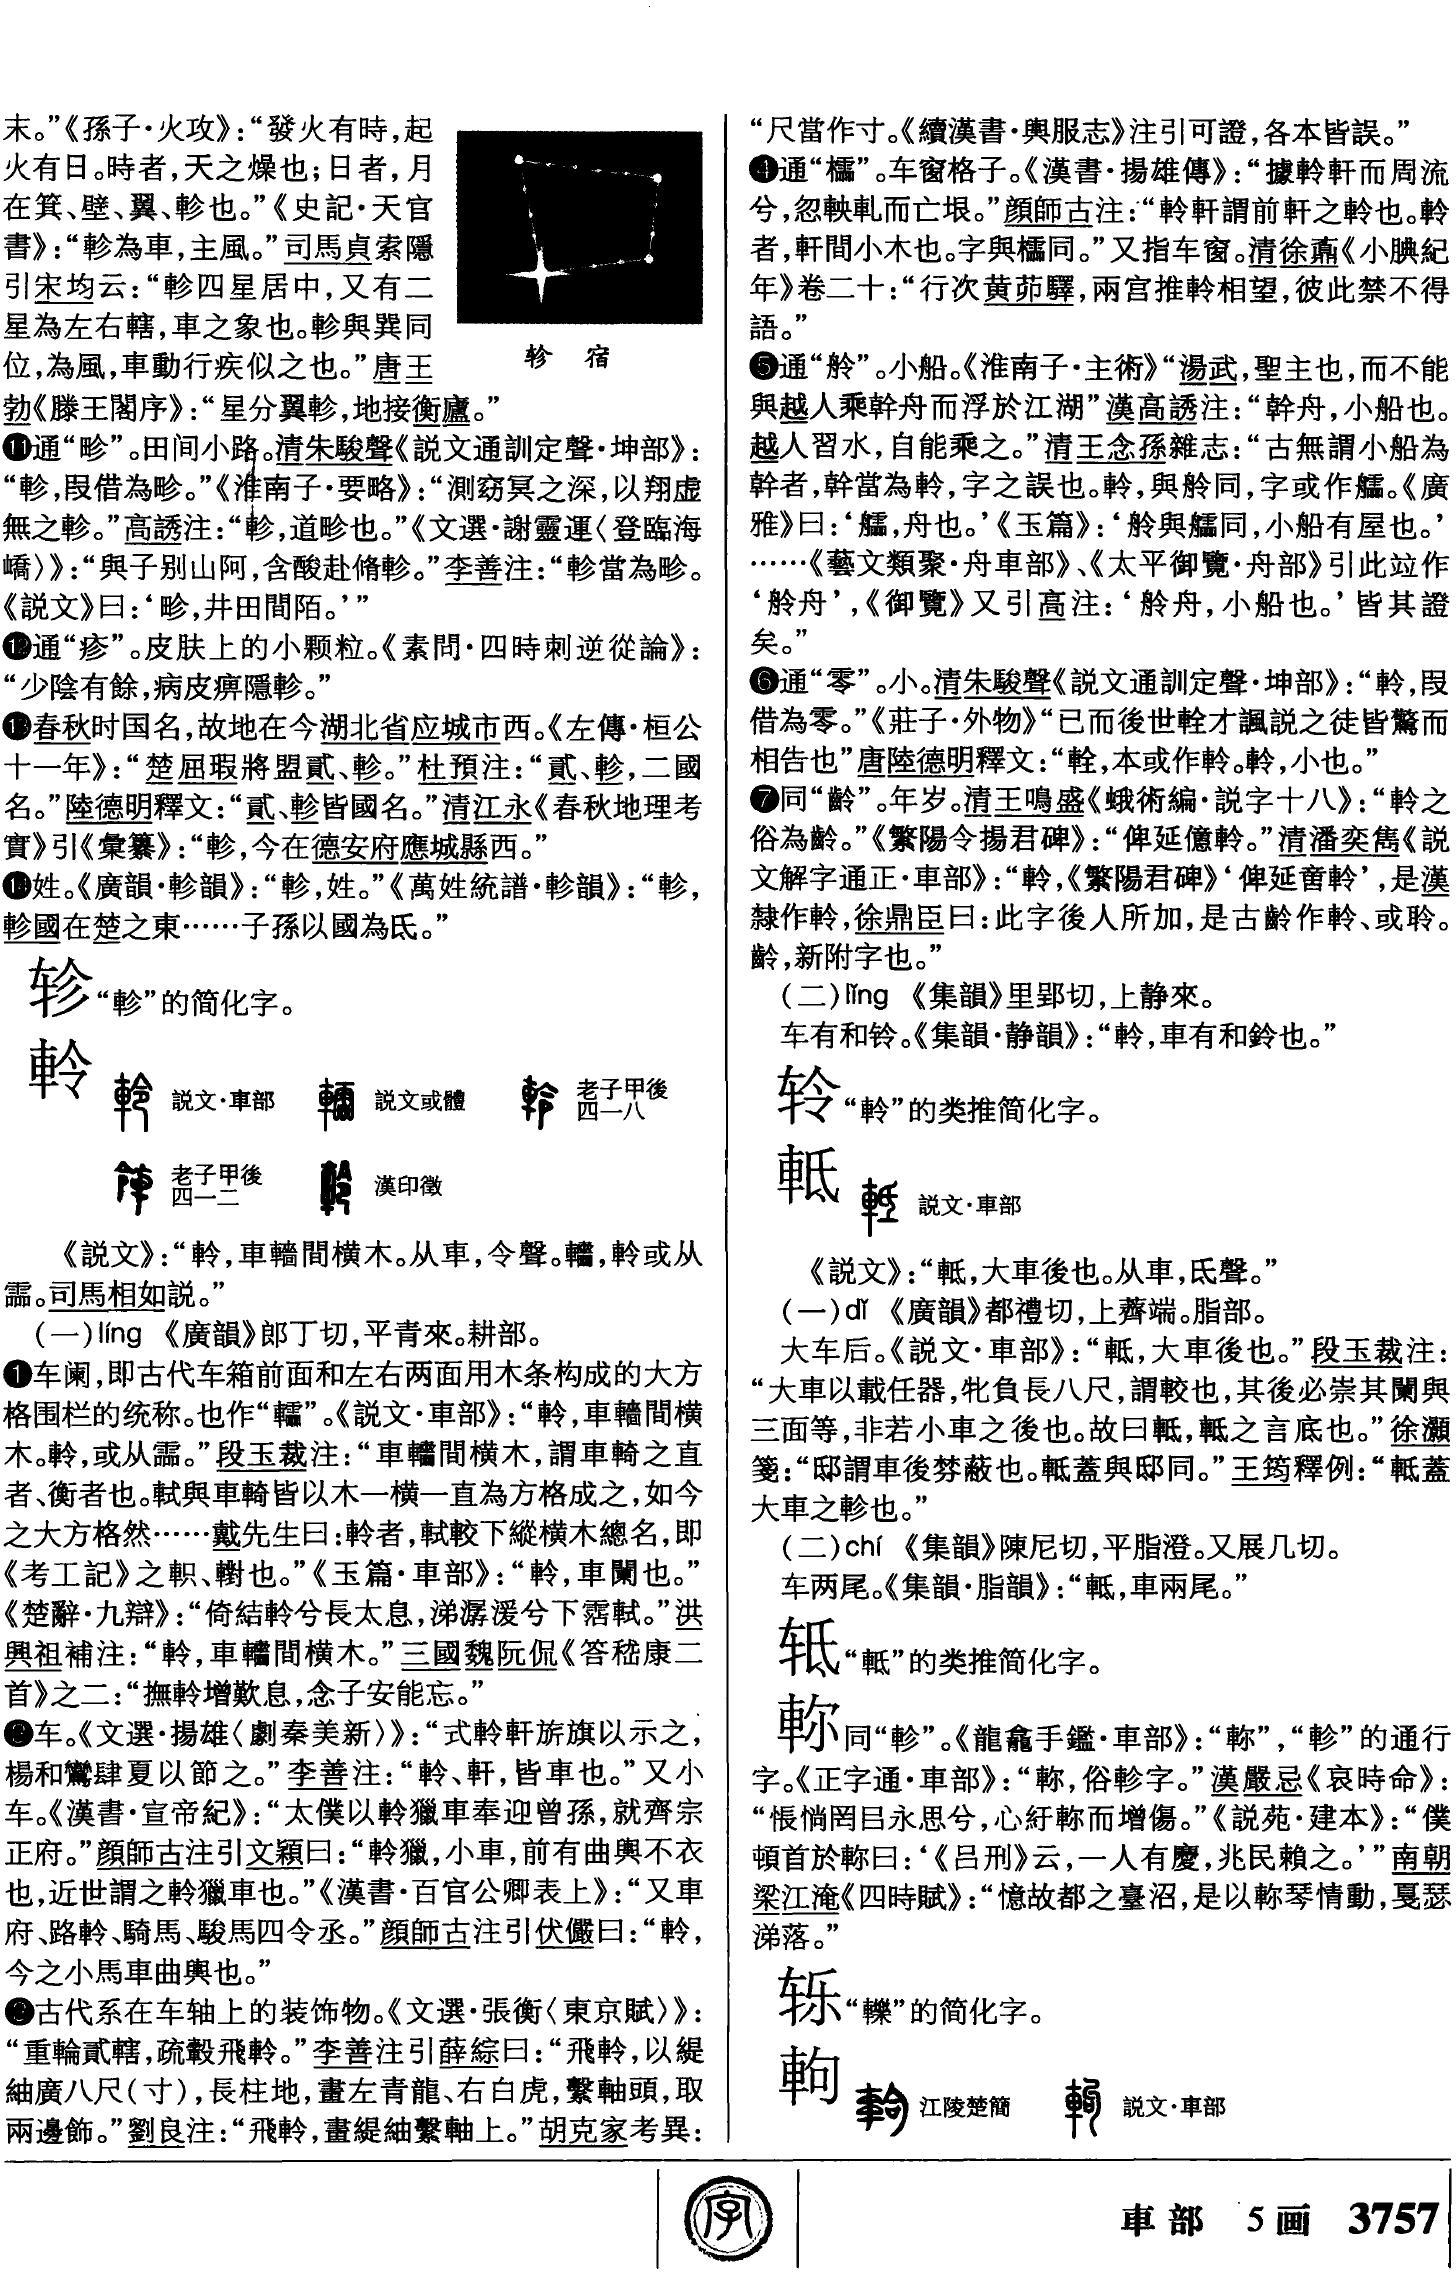 末。”《孫子·火攻》：“發火有時，起
火有日。時者，天之燥也；日者，月
在箕、壁、翼、軫也。”《史記·天官
書》：“軫為車，主風。”司馬貞索隱
引宋均云：“軫四星居中，又有二
星為左右轄，車之象也。軫與巽同
位，為風，車動行疾似之也。”唐王
勃《滕王閣序》：“星分翼軫，地接衡廬。”
轸 宿
⓫通“畛”。田间小路。清朱駿聲《説文通訓定聲·坤部》：
“軫，叚借為畛。”《淮南子·要略》：“測窈冥之深，以翔虚
無之軫。”高誘注：“軫，道畛也。”《文選·謝靈運〈登臨海
嶠〉》：“與子别山阿，含酸赴脩軫。”李善注：“軫當為畛。
《説文》曰：‘畛，井田間陌。’”
⓬通“疹”。皮肤上的小颗粒。《素問·四時刺逆從論》：
“少陰有餘，病皮痹隱軫。”
⓭春秋时国名，故地在今湖北省应城市西。《左傳·桓公
十一年》：“楚屈瑕將盟貳、軫。”杜預注：“貳、軫，二國
名。”陸德明釋文：“貳、軫皆國名。”清江永《春秋地理考
實》引《彙纂》：“軫，今在德安府應城縣西。”
⓮姓。《廣韻·軫韻》：“軫，姓。”《萬姓統譜·軫韻》：“軫，
軫國在楚之東……子孫以國為氏。”
轸“軫”的简化字。
軨 説文·車部 説文或體 老子甲後四一八
老子甲後四一二 漢印徵
《説文》：“軨，車轖間横木。从車，令聲。轜，軨或从
霝。司馬相如説。”
（一）líng 《廣韻》郎丁切，平青來。耕部。
❶车阑，即古代车箱前面和左右两面用木条构成的大方
格围栏的统称。也作“轜”。《説文·車部》：“軨，車轖間横
木。軨，或从霝。”段玉裁注：“車轖間横木，謂車輢之直
者、衡者也。軾與車輢皆以木一横一直為方格成之，如今
之大方格然……戴先生曰：軨者，軾較下縱横木總名，即
《考工記》之軹、轛也。”《玉篇·車部》：“軨，車闌也。”
《楚辭·九辯》：“倚結軨兮長太息，涕潺湲兮下霑軾。”洪
興祖補注：“軨，車轖間横木。”三國魏阮侃《答嵇康二
首》之二：“撫軨增歎息，念子安能忘。”
❷车。《文選·揚雄〈劇秦美新〉》：“式軨軒旂旗以示之，
楊和鸞肆夏以節之。”李善注：“軨、軒，皆車也。”又小
车。《漢書·宣帝紀》：“太僕以軨獵車奉迎曾孫，就齊宗
正府。”顔師古注引文穎曰：“軨獵，小車，前有曲輿不衣
也，近世謂之軨獵車也。”《漢書·百官公卿表上》：“又車
府、路軨、騎馬、駿馬四令丞。”顔師古注引伏儼曰：“軨，
今之小馬車曲輿也。”
❸古代系在车轴上的装饰物。《文選·張衡〈東京賦〉》：
“重輪貳轄，疏轂飛軨。”李善注引薛綜曰：“飛軨，以緹
紬廣八尺（寸），長柱地，畫左青龍、右白虎，繫軸頭，取
兩邊飾。”劉良注：“飛軨，畫緹紬繫軸上。”胡克家考異：
“尺當作寸。《續漢書·輿服志》注引可證，各本皆誤。”
❹通“櫺”。车窗格子。《漢書·揚雄傳》：“據軨軒而周流
兮，忽軮軋而亡垠。”顔師古注：“軨軒謂前軒之軨也。軨
者，軒間小木也。字與櫺同。”又指车窗。清徐鼒《小腆紀
年》卷二十：“行次黄茆驛，兩宫推軨相望，彼此禁不得
語。”
❺通“舲”。小船。《淮南子·主術》“湯武，聖主也，而不能
與越人乘幹舟而浮於江湖”漢高誘注：“幹舟，小船也。
越人習水，自能乘之。”清王念孫雜志：“古無謂小船為
幹者，幹當為軨，字之誤也。軨，與舲同，字或作艫。《廣
雅》曰：‘艫，舟也。’《玉篇》：‘舲與艫同，小船有屋也。’
……《藝文類聚·舟車部》、《太平御覽·舟部》引此竝作
‘舲舟’，《御覽》又引高注：‘舲舟，小船也。’皆其證
矣。”
❻通“零”。小。清朱駿聲《説文通訓定聲·坤部》：“軨，叚
借為零。”《莊子·外物》“已而後世輇才諷説之徒皆驚而
相告也”唐陸德明釋文：“輇，本或作軨。軨，小也。”
❼同“齡”。年岁。清王鳴盛《蛾術編·説字十八》：“軨之
俗為齡。”《繁陽令揚君碑》：“俾延億軨。”清潘奕雋《説
文解字通正·車部》：“軨，《繁陽君碑》‘俾延啻軨’，是漢
隸作軨，徐鼎臣曰：此字後人所加，是古齡作軨、或聆。
齡，新附字也。”
（二）lǐng 《集韻》里郢切，上静來。
车有和铃。《集韻·静韻》：“軨，車有和鈴也。”
𫐉“軨”的类推简化字。
軧 説文·車部
《説文》：“軧，大車後也。从車，氐聲。”
（一）dǐ 《廣韻》都禮切，上薺端。脂部。
大车后。《説文·車部》：“軧，大車後也。”段玉裁注：
“大車以載任器，牝負長八尺，謂較也，其後必崇其闌與
三面等，非若小車之後也。故曰軧，軧之言底也。”徐灝
箋：“邸謂車後棼蔽也。軧蓋與邸同。”王筠釋例：“軧蓋
大車之軫也。”
（二）chí 《集韻》陳尼切，平脂澄。又展几切。
车两尾。《集韻·脂韻》：“軧，車兩尾。”
𬨂“軧”的类推简化字。
軪同“軫”。《龍龕手鑑·車部》：“軪”，“軫”的通行
字。《正字通·車部》：“軪，俗軫字。”漢嚴忌《哀時命》：
“悵惝罔㠯永思兮，心紆軪而增傷。”《説苑·建本》：“僕
頓首於軪曰：‘《吕刑》云，一人有慶，兆民賴之。’”南朝
梁江淹《四時賦》：“憶故都之臺沼，是以軪琴情動，戛瑟
涕落。”
轹“轢”的简化字。
軥 江陵楚簡 説文·車部
字
車部 5画 3757